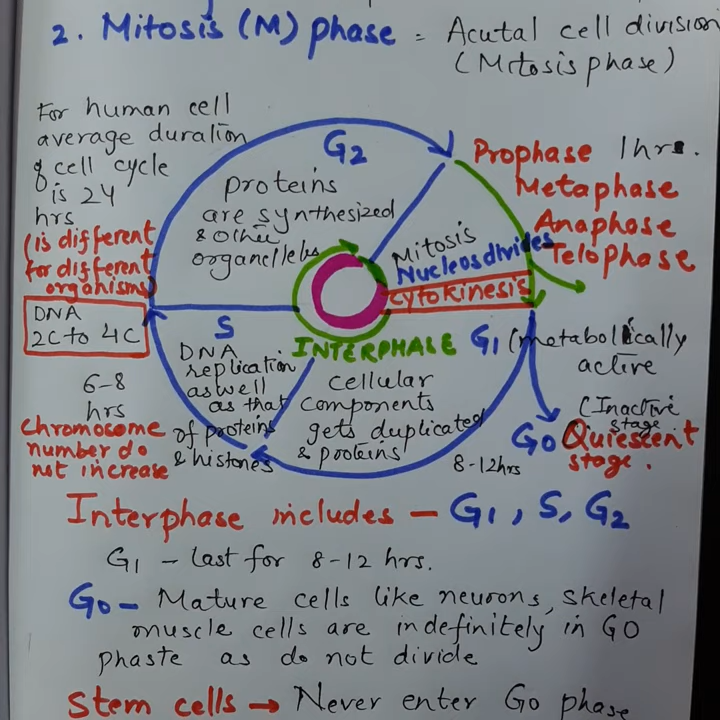 2. Mitosis (M) phase = Acutal cell division
(Mitosis phase)
For human cell
average duration
of cell cycle
is 24
hrs
(is different
for different
organisms)
DNA
2C to 4C
6-8
hrs
Chromosome
number do
not increase
G2
Proteins
are synthesized
& other
organellels
Prophase 1hrs.
Metaphase
Anaphase
Telophase
Mitosis
Nucleos divides
Cytokinesis
S
DNA
replication
as well
as that
of proteins
& histones
INTERPHASE
G1 (metabolically
active
Cellular
components
gets duplicated
& proteins
8-12hrs
(Inactive
stage
G0 Quiescent
stage.
Interphase includes – G1, S, G2
G1 – last for 8-12 hrs.
G0 – Mature cells like neurons, skeletal
muscle cells are indefinitely in G0
phaste as do not divide
Stem cells → Never enter G0 phase